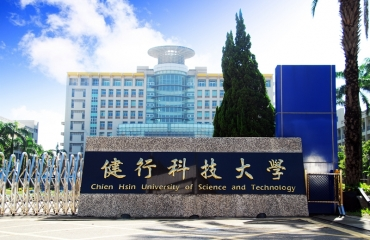 健行科技大學
Chien Hsin University of Science and Technology